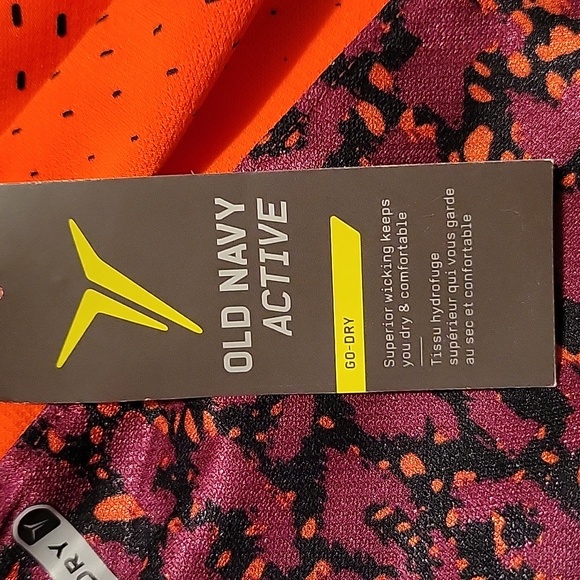 OLD NAVY
ACTIVE
GO-DRY
Superior wicking keeps
you dry & comfortable
Tissu hydrofuge
supérieur qui vous garde
au sec et confortable
DRY